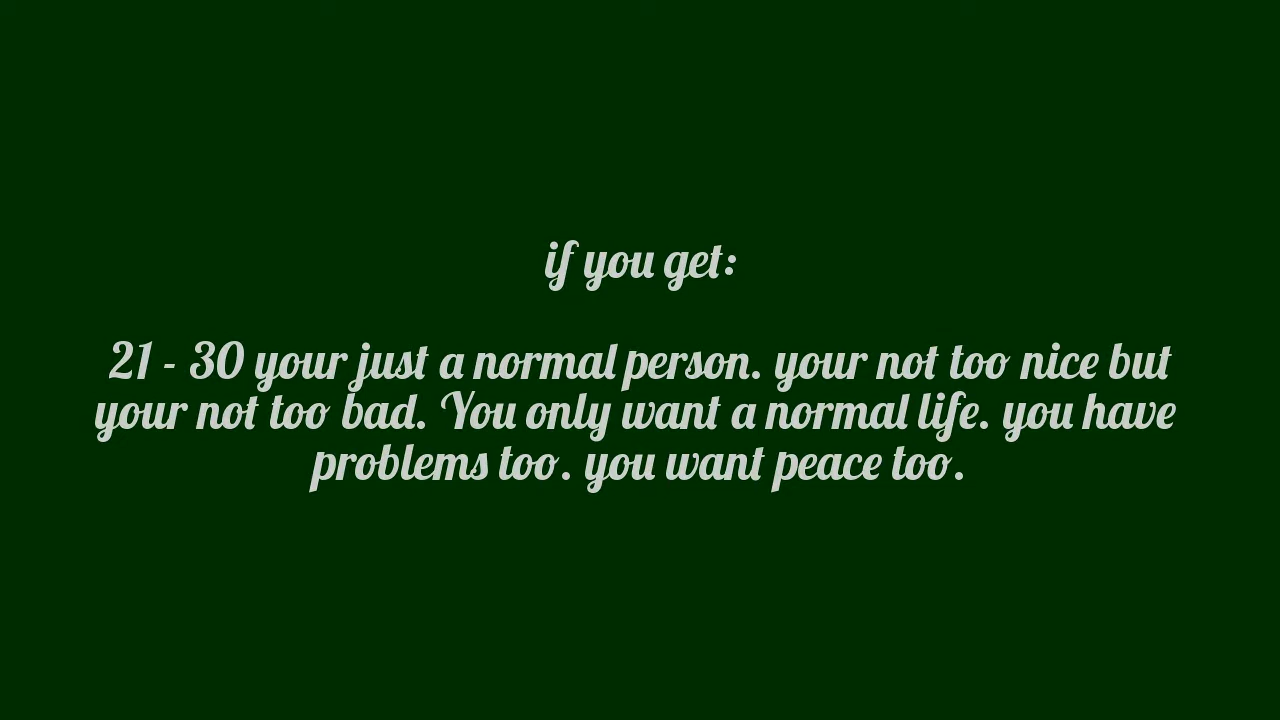 if you get:
21 - 30 your just a normal person. your not too nice but
your not too bad. You only want a normal life. you have
problems too. you want peace too.